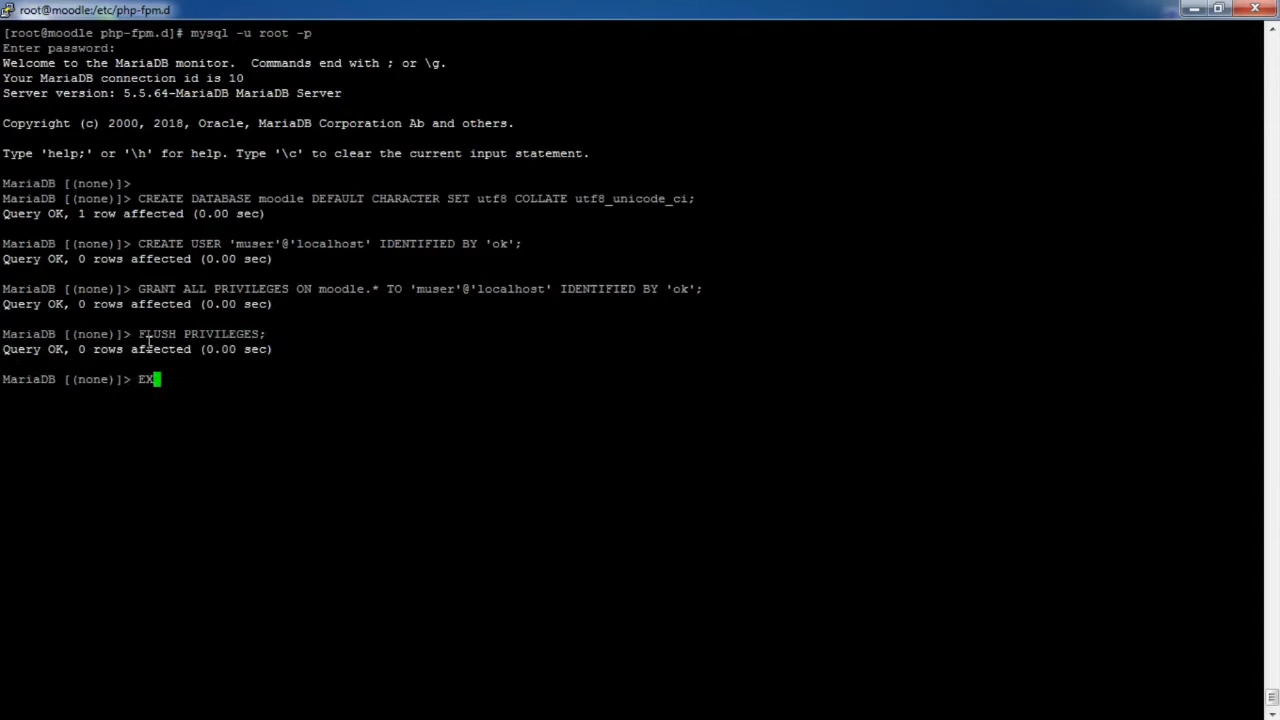 root@moodle:/etc/php-fpm.d
[root@moodle php-fpm.d]# mysql -u root -p
Enter password:
Welcome to the MariaDB monitor.  Commands end with ; or \g.
Your MariaDB connection id is 10
Server version: 5.5.64-MariaDB MariaDB Server
Copyright (c) 2000, 2018, Oracle, MariaDB Corporation Ab and others.
Type 'help;' or '\h' for help. Type '\c' to clear the current input statement.
MariaDB [(none)]>
MariaDB [(none)]> CREATE DATABASE moodle DEFAULT CHARACTER SET utf8 COLLATE utf8_unicode_ci;
Query OK, 1 row affected (0.00 sec)
MariaDB [(none)]> CREATE USER 'muser'@'localhost' IDENTIFIED BY 'ok';
Query OK, 0 rows affected (0.00 sec)
MariaDB [(none)]> GRANT ALL PRIVILEGES ON moodle.* TO 'muser'@'localhost' IDENTIFIED BY 'ok';
Query OK, 0 rows affected (0.00 sec)
MariaDB [(none)]> FLUSH PRIVILEGES;
Query OK, 0 rows affected (0.00 sec)
MariaDB [(none)]> EX